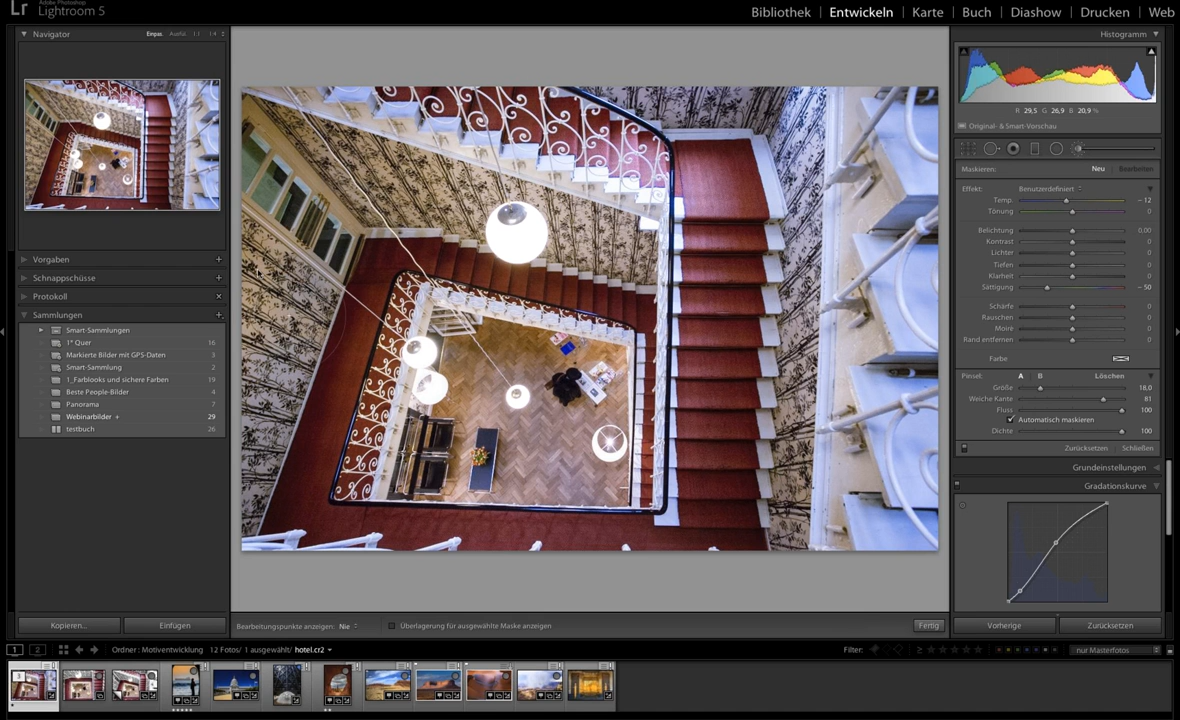 Lr
Adobe Photoshop
Lightroom 5
Bibliothek | Entwickeln | Karte | Buch | Diashow | Drucken | Web
Navigator
Einpas. Ausfül. 1:1 1:4
Vorgaben
Schnappschüsse
Protokoll
Sammlungen
Smart-Sammlungen
1* Quer 16
Markierte Bilder mit GPS-Daten 3
Smart-Sammlung 2
1_Farblooks und sichere Farben 19
Beste People-Bilder 4
Panorama 7
Webinarbilder + 29
testbuch 26
Kopieren...
Einfügen
Bearbeitungspunkte anzeigen: Nie
Überlagerung für ausgewählte Maske anzeigen
Fertig
Histogramm
R 29,5 G 26,9 B 20,9 %
Original- & Smart-Vorschau
Maskieren: Neu Bearbeiten
Effekt: Benutzerdefiniert
Temp. – 12
Tönung 0
Belichtung 0,00
Kontrast 0
Lichter 0
Tiefen 0
Klarheit 0
Sättigung – 50
Schärfe 0
Rauschen 0
Moiré 0
Rand entfernen 0
Farbe
Pinsel: A B Löschen
Größe 18,0
Weiche Kante 81
Fluss 100
Automatisch maskieren
Dichte 100
Zurücksetzen Schließen
Grundeinstellungen
Gradationskurve
Vorherige
Zurücksetzen
1 2 Ordner : Motiventwicklung 12 Fotos/ 1 ausgewählt/ hotel.cr2
Filter:
nur Masterfotos